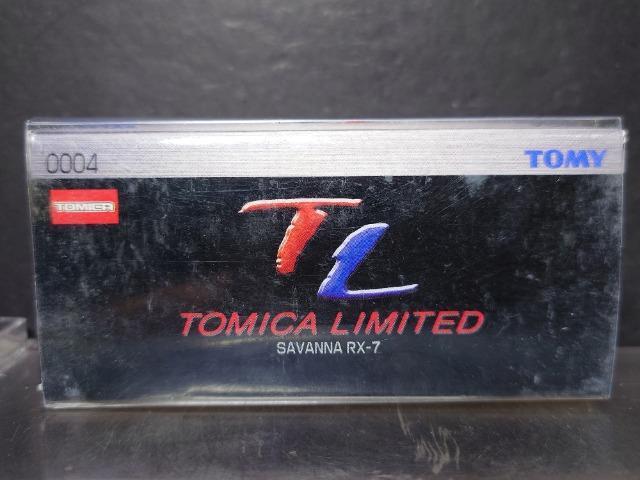 0004
TOMY
TOMICA
TL
TOMICA LIMITED
SAVANNA RX-7